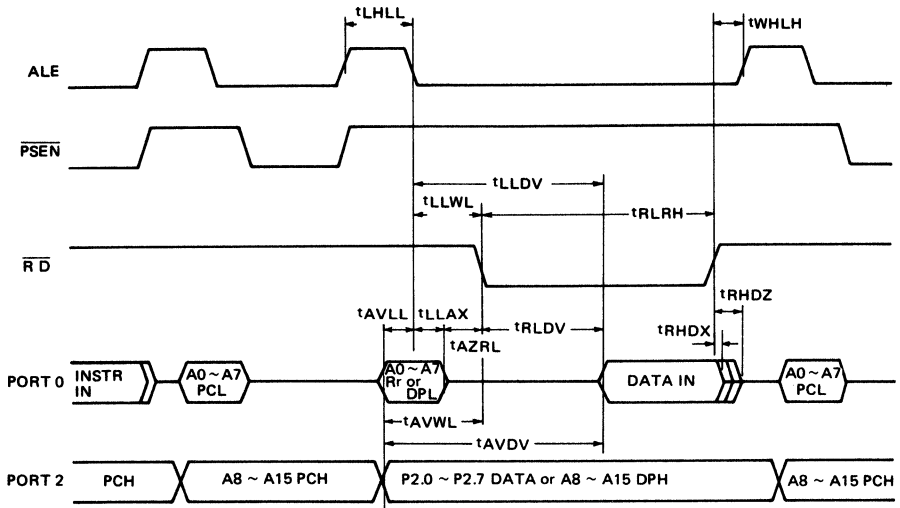 tLHLL
tWHLH
ALE
PSEN
tLLDV
tLLWL
tRLRH
R D
tRHDZ
tAVLL
tLLAX
tRLDV
tRHDX
tAZRL
PORT 0
INSTR
IN
A0 ~ A7
PCL
A0 ~ A7
Rr or
DPL
DATA IN
A0 ~ A7
PCL
tAVWL
tAVDV
PORT 2
PCH
A8 ~ A15 PCH
P2.0 ~ P2.7 DATA or A8 ~ A15 DPH
A8 ~ A15 PCH